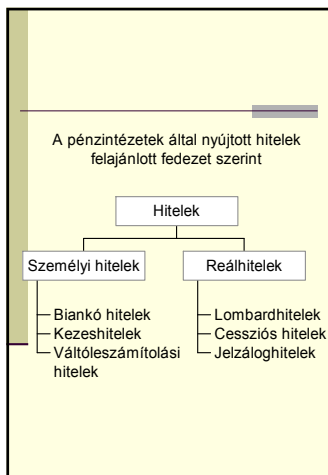 A pénzintézetek által nyújtott hitelek
felajánlott fedezet szerint
Hitelek
Személyi hitelek
Biankó hitelek
Kezeshitelek
Váltóleszámítolási
hitelek
Reálhitelek
Lombardhitelek
Cessziós hitelek
Jelzáloghitelek